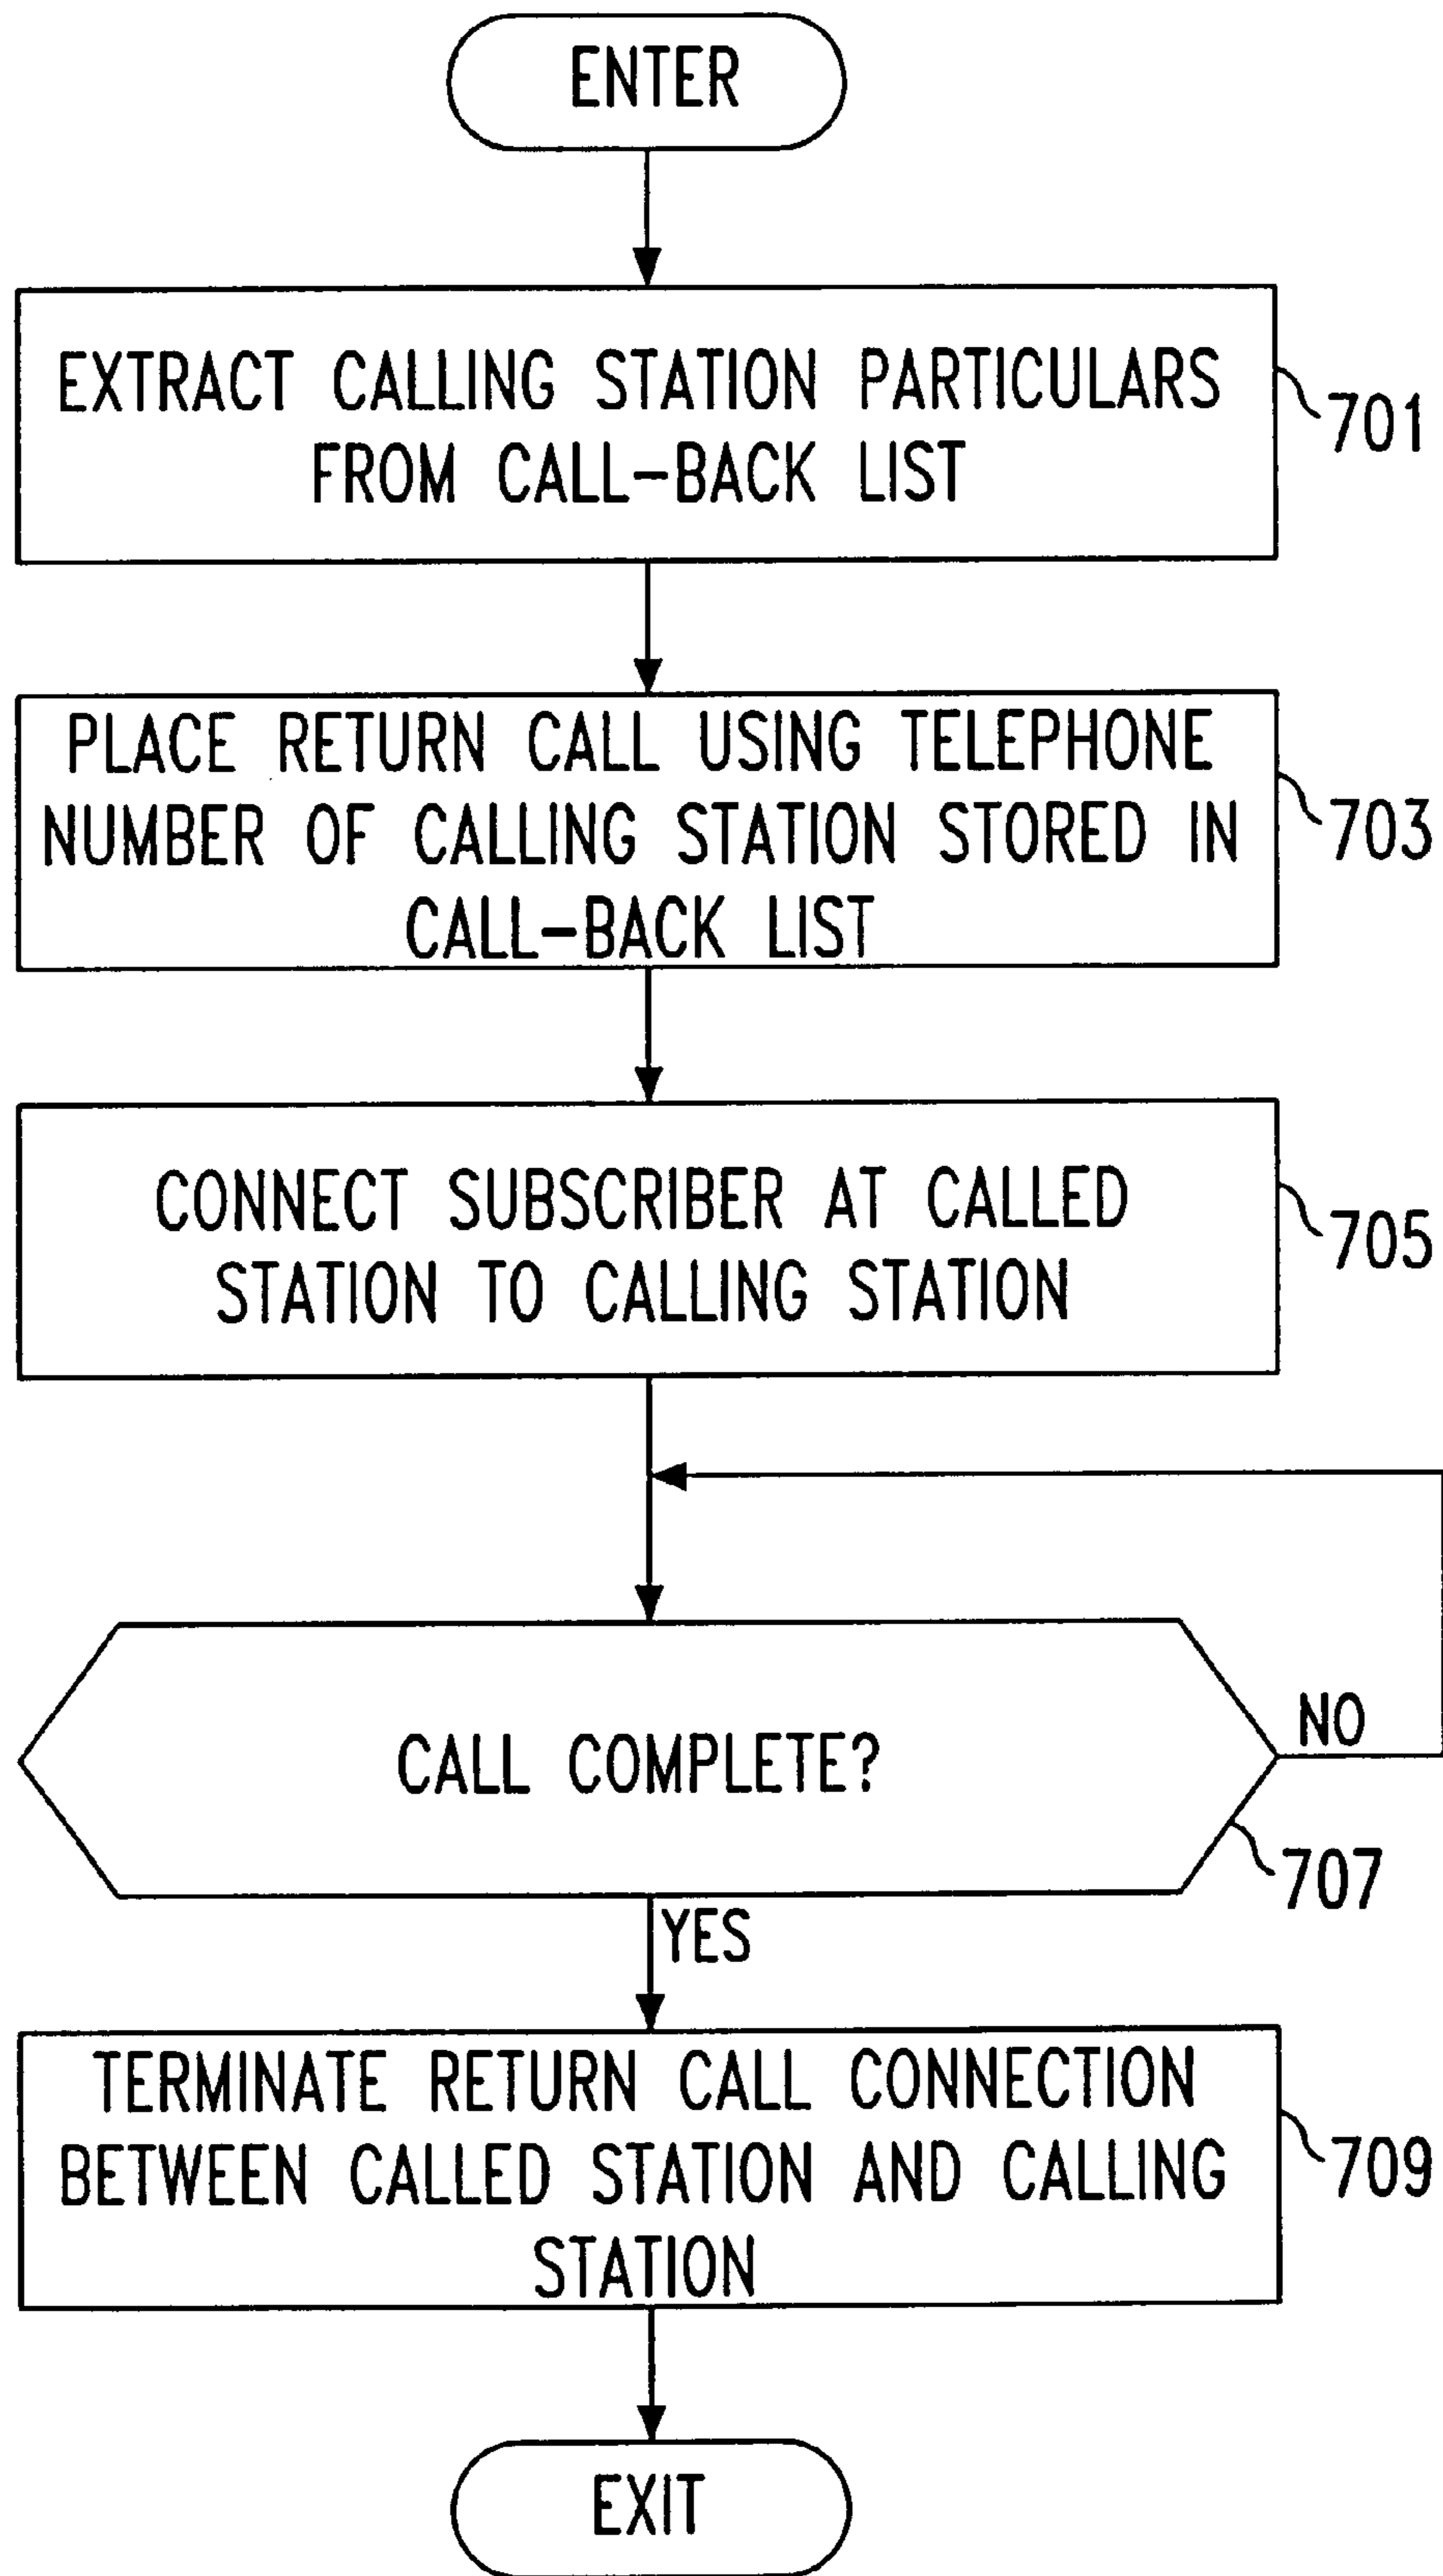 ENTER
EXTRACT CALLING STATION PARTICULARS
FROM CALL-BACK LIST
701
PLACE RETURN CALL USING TELEPHONE
NUMBER OF CALLING STATION STORED IN
CALL-BACK LIST
703
CONNECT SUBSCRIBER AT CALLED
STATION TO CALLING STATION
705
CALL COMPLETE?
NO
707
YES
TERMINATE RETURN CALL CONNECTION
BETWEEN CALLED STATION AND CALLING
STATION
709
EXIT